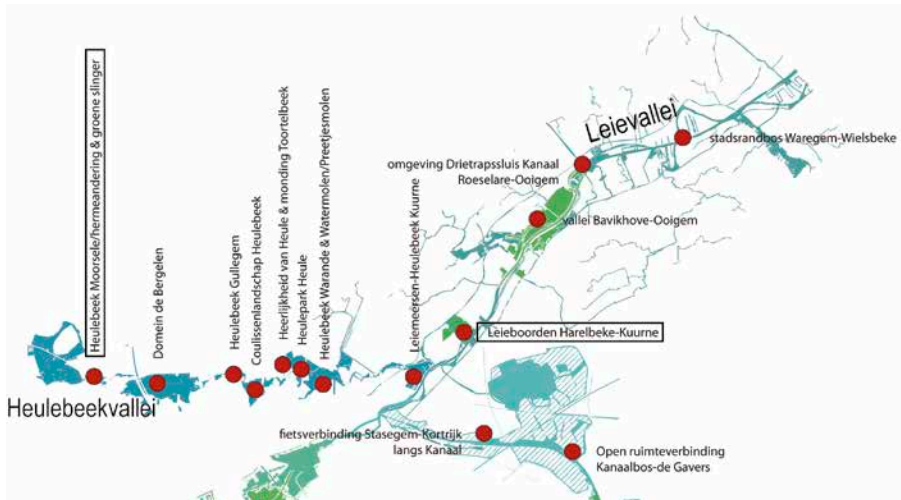 Leievallei
stadsrandbos Waregem-Wielsbeke
omgeving Drietrapssluis Kanaal
Roeselare-Ooigem
vallei Bavikhove-Ooigem
Heulebeek Moorsele/hermeandering & groene slinger
Domein de Bergelen
Heulebeek Gullegem
Coulissenlandschap Heulebeek
Heerlijkheid van Heule & monding Toortelbeek
Heulepark Heule
Heulebeek Warande & Watermolen/Preetjesmolen
Leiemeersen-Heulebeek Kuurne
Leieboorden Harelbeke-Kuurne
Heulebeekvallei
fietsverbinding Stasegem-Kortrijk
langs Kanaal
Open ruimteverbinding
Kanaalbos-de Gavers